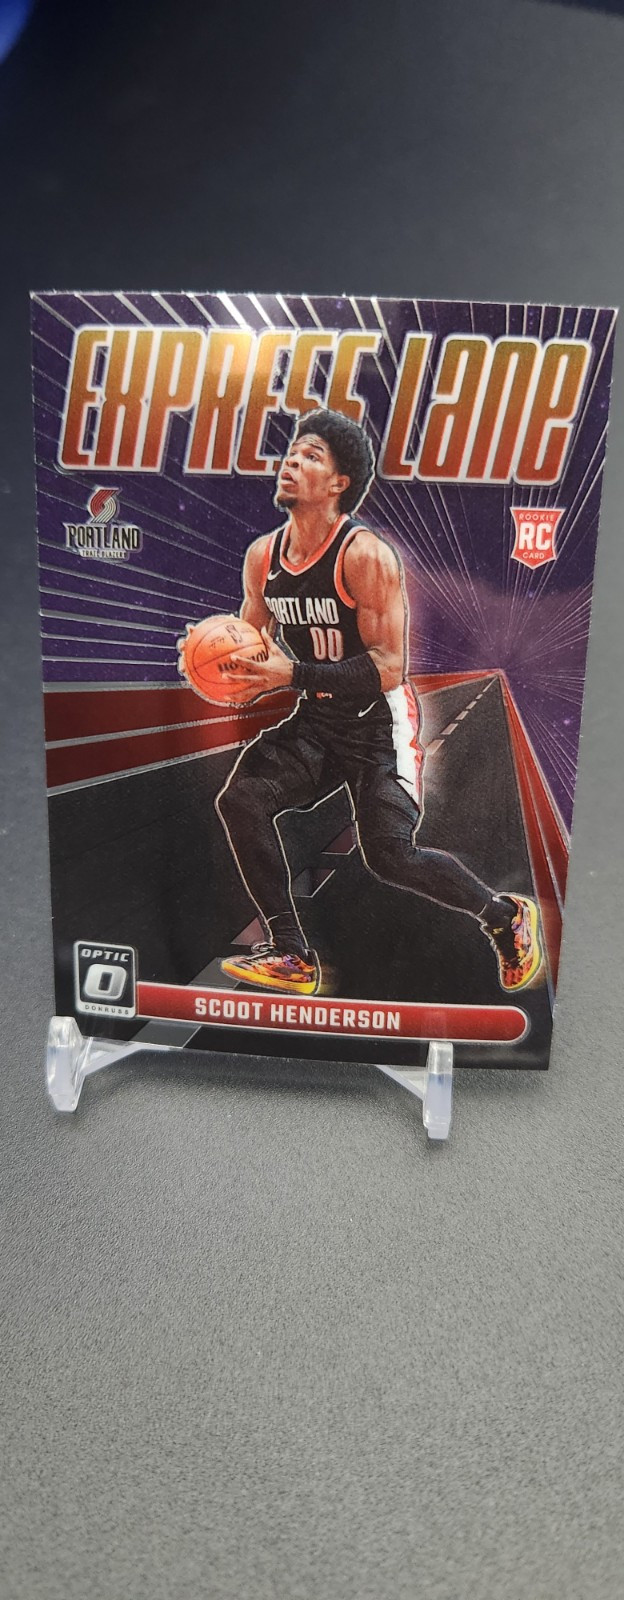 EXPRESS LANE
PORTLAND
TRAIL BLAZERS
ROOKIE
RC
CARD
PORTLAND
00
OPTIC
DONRUSS
SCOOT HENDERSON